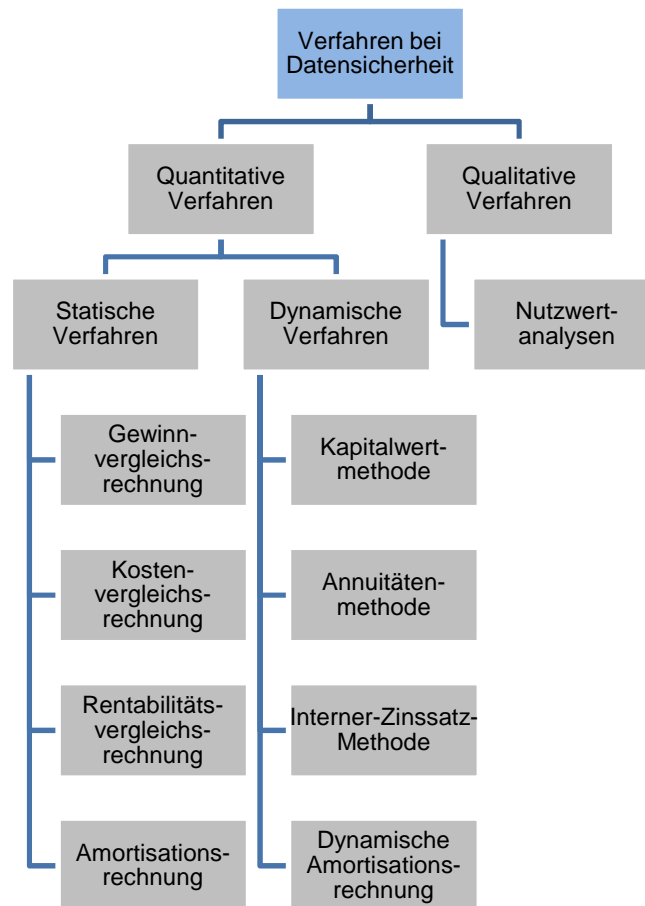 Verfahren bei
Datensicherheit
Quantitative
Verfahren
Qualitative
Verfahren
Statische
Verfahren
Dynamische
Verfahren
Nutzwert-
analysen
Gewinn-
vergleichs-
rechnung
Kapitalwert-
methode
Kosten-
vergleichs-
rechnung
Annuitäten-
methode
Rentabilitäts-
vergleichs-
rechnung
Interner-Zinssatz-
Methode
Amortisations-
rechnung
Dynamische
Amortisations-
rechnung